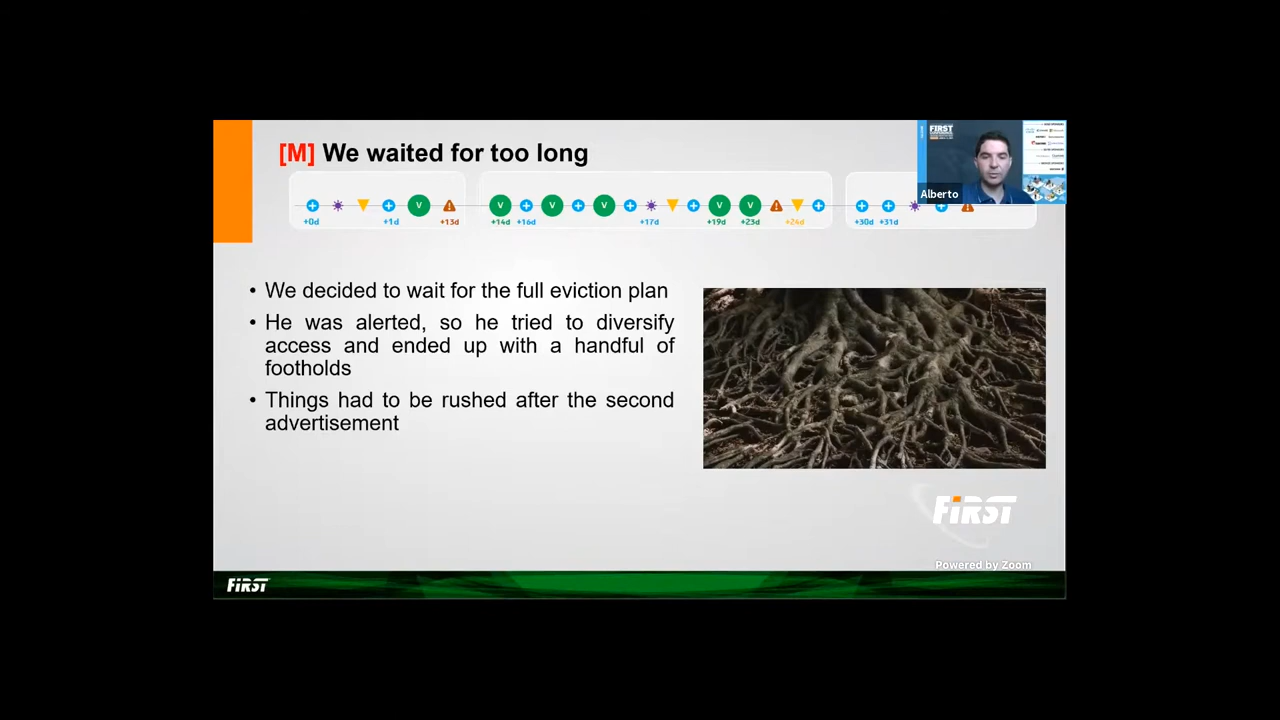 [M] We waited for too long
V V V V V V
+0d +1d +13d +14d +16d +17d +19d +23d +24d +30d +31d
FIRST
Alberto
• We decided to wait for the full eviction plan
• He was alerted, so he tried to diversify
access and ended up with a handful of
footholds
• Things had to be rushed after the second
advertisement
FiRST
Powered by Zoom
FiRST